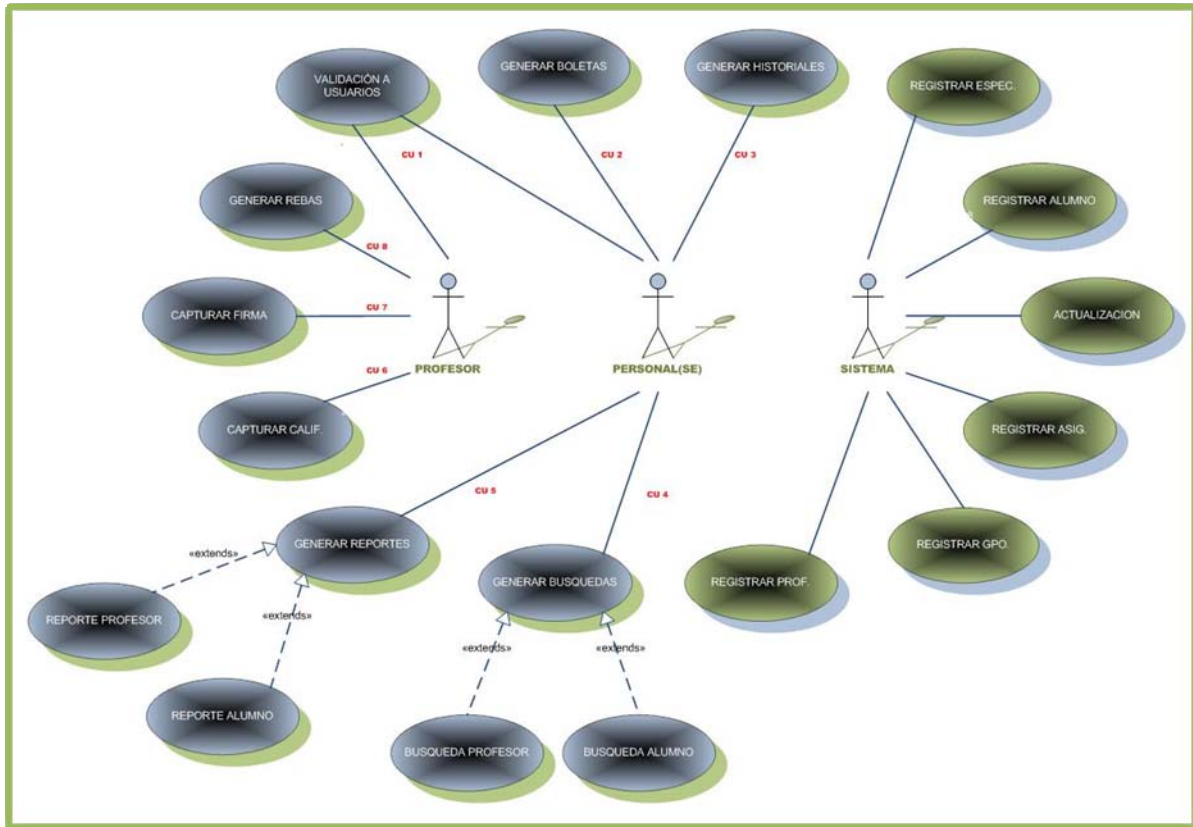 VALIDACIÓN A
USUARIOS
GENERAR BOLETAS
GENERAR HISTORIALES
REGISTRAR ESPEC.
CU 1
CU 2
CU 3
GENERAR REBAS
REGISTRAR ALUMNO
CU 8
CAPTURAR FIRMA
CU 7
ACTUALIZACION
PROFESOR
PERSONAL(SE)
SISTEMA
CU 6
CAPTURAR CALIF.
REGISTRAR ASIG.
CU 5
CU 4
GENERAR REPORTES
REGISTRAR GPO.
«extends»
GENERAR BUSQUEDAS
REGISTRAR PROF.
REPORTE PROFESOR
«extends»
«extends»
«extends»
REPORTE ALUMNO
BUSQUEDA PROFESOR
BUSQUEDA ALUMNO